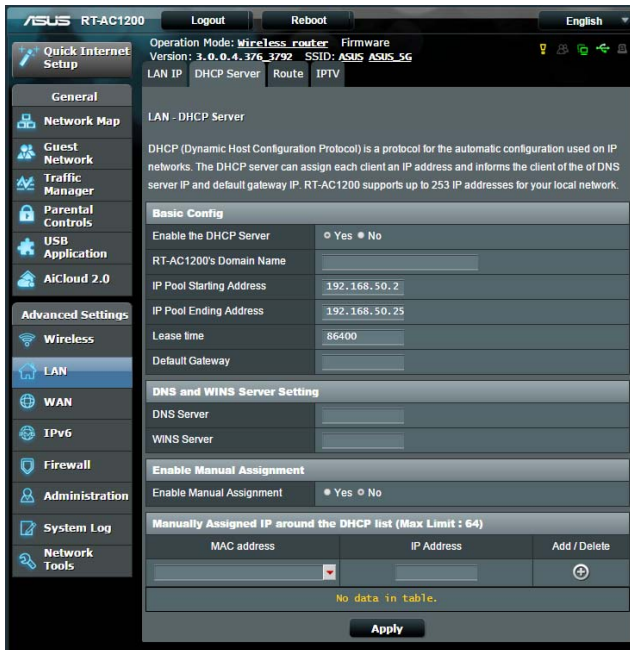 ASUS RT-AC1200 Logout Reboot English
Quick Internet Setup
General
Network Map
Guest Network
Traffic Manager
Parental Controls
USB Application
AiCloud 2.0
Advanced Settings
Wireless
LAN
WAN
IPv6
Firewall
Administration
System Log
Network Tools
Operation Mode: Wireless router Firmware
Version: 3.0.0.4.376_3792 SSID: ASUS ASUS_5G
LAN IP DHCP Server Route IPTV
LAN - DHCP Server
DHCP (Dynamic Host Configuration Protocol) is a protocol for the automatic configuration used on IP
networks. The DHCP server can assign each client an IP address and informs the client of the of DNS
server IP and default gateway IP. RT-AC1200 supports up to 253 IP addresses for your local network.
Basic Config
Enable the DHCP Server Yes No
RT-AC1200's Domain Name
IP Pool Starting Address 192.168.50.2
IP Pool Ending Address 192.168.50.25
Lease time 86400
Default Gateway
DNS and WINS Server Setting
DNS Server
WINS Server
Enable Manual Assignment
Enable Manual Assignment Yes No
Manually Assigned IP around the DHCP list (Max Limit : 64)
MAC address IP Address Add / Delete
No data in table.
Apply